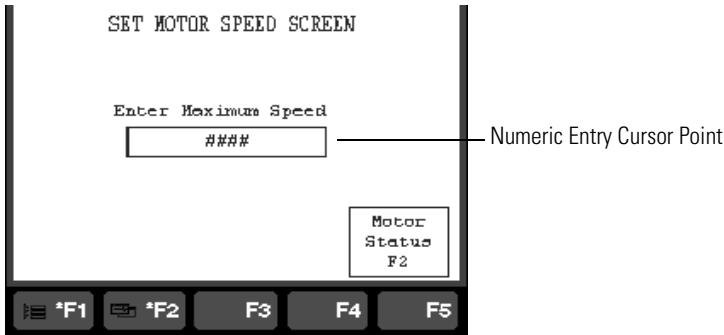 SET MOTOR SPEED SCREEN
Enter Maximum Speed
####
Numeric Entry Cursor Point
Motor
Status
F2
*F1 *F2 F3 F4 F5